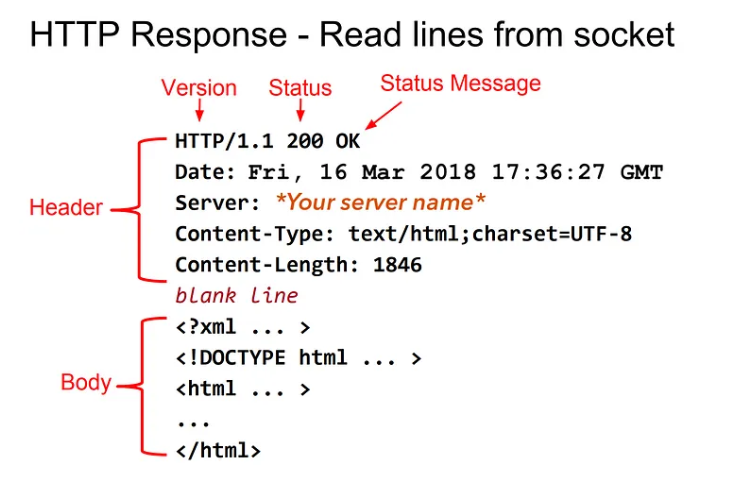 HTTP Response - Read lines from socket
Version Status Status Message
HTTP/1.1 200 OK
Date: Fri, 16 Mar 2018 17:36:27 GMT
Header
Server: *Your server name*
Content-Type: text/html;charset=UTF-8
Content-Length: 1846
blank line
<?xml ... >
<!DOCTYPE html ... >
Body
<html ... >
...
</html>